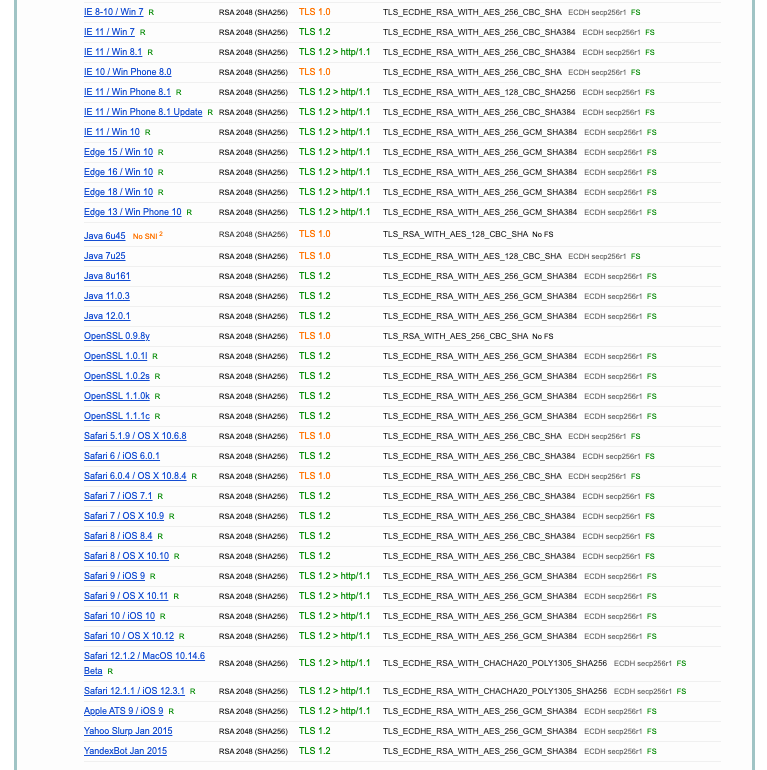 IE 8-10 / Win 7 R RSA 2048 (SHA256) TLS 1.0 TLS_ECDHE_RSA_WITH_AES_256_CBC_SHA ECDH secp256r1 FS
IE 11 / Win 7 R RSA 2048 (SHA256) TLS 1.2 TLS_ECDHE_RSA_WITH_AES_256_CBC_SHA384 ECDH secp256r1 FS
IE 11 / Win 8.1 R RSA 2048 (SHA256) TLS 1.2 > http/1.1 TLS_ECDHE_RSA_WITH_AES_256_CBC_SHA384 ECDH secp256r1 FS
IE 10 / Win Phone 8.0 RSA 2048 (SHA256) TLS 1.0 TLS_ECDHE_RSA_WITH_AES_256_CBC_SHA ECDH secp256r1 FS
IE 11 / Win Phone 8.1 R RSA 2048 (SHA256) TLS 1.2 > http/1.1 TLS_ECDHE_RSA_WITH_AES_128_CBC_SHA256 ECDH secp256r1 FS
IE 11 / Win Phone 8.1 Update R RSA 2048 (SHA256) TLS 1.2 > http/1.1 TLS_ECDHE_RSA_WITH_AES_256_CBC_SHA384 ECDH secp256r1 FS
IE 11 / Win 10 R RSA 2048 (SHA256) TLS 1.2 > http/1.1 TLS_ECDHE_RSA_WITH_AES_256_GCM_SHA384 ECDH secp256r1 FS
Edge 15 / Win 10 R RSA 2048 (SHA256) TLS 1.2 > http/1.1 TLS_ECDHE_RSA_WITH_AES_256_GCM_SHA384 ECDH secp256r1 FS
Edge 16 / Win 10 R RSA 2048 (SHA256) TLS 1.2 > http/1.1 TLS_ECDHE_RSA_WITH_AES_256_GCM_SHA384 ECDH secp256r1 FS
Edge 18 / Win 10 R RSA 2048 (SHA256) TLS 1.2 > http/1.1 TLS_ECDHE_RSA_WITH_AES_256_GCM_SHA384 ECDH secp256r1 FS
Edge 13 / Win Phone 10 R RSA 2048 (SHA256) TLS 1.2 > http/1.1 TLS_ECDHE_RSA_WITH_AES_256_GCM_SHA384 ECDH secp256r1 FS
Java 6u45 No SNI 2 RSA 2048 (SHA256) TLS 1.0 TLS_RSA_WITH_AES_128_CBC_SHA No FS
Java 7u25 RSA 2048 (SHA256) TLS 1.0 TLS_ECDHE_RSA_WITH_AES_128_CBC_SHA ECDH secp256r1 FS
Java 8u161 RSA 2048 (SHA256) TLS 1.2 TLS_ECDHE_RSA_WITH_AES_256_GCM_SHA384 ECDH secp256r1 FS
Java 11.0.3 RSA 2048 (SHA256) TLS 1.2 TLS_ECDHE_RSA_WITH_AES_256_GCM_SHA384 ECDH secp256r1 FS
Java 12.0.1 RSA 2048 (SHA256) TLS 1.2 TLS_ECDHE_RSA_WITH_AES_256_GCM_SHA384 ECDH secp256r1 FS
OpenSSL 0.9.8y RSA 2048 (SHA256) TLS 1.0 TLS_RSA_WITH_AES_256_CBC_SHA No FS
OpenSSL 1.0.1l R RSA 2048 (SHA256) TLS 1.2 TLS_ECDHE_RSA_WITH_AES_256_GCM_SHA384 ECDH secp256r1 FS
OpenSSL 1.0.2s R RSA 2048 (SHA256) TLS 1.2 TLS_ECDHE_RSA_WITH_AES_256_GCM_SHA384 ECDH secp256r1 FS
OpenSSL 1.1.0k R RSA 2048 (SHA256) TLS 1.2 TLS_ECDHE_RSA_WITH_AES_256_GCM_SHA384 ECDH secp256r1 FS
OpenSSL 1.1.1c R RSA 2048 (SHA256) TLS 1.2 TLS_ECDHE_RSA_WITH_AES_256_GCM_SHA384 ECDH secp256r1 FS
Safari 5.1.9 / OS X 10.6.8 RSA 2048 (SHA256) TLS 1.0 TLS_ECDHE_RSA_WITH_AES_256_CBC_SHA ECDH secp256r1 FS
Safari 6 / iOS 6.0.1 RSA 2048 (SHA256) TLS 1.2 TLS_ECDHE_RSA_WITH_AES_256_CBC_SHA384 ECDH secp256r1 FS
Safari 6.0.4 / OS X 10.8.4 R RSA 2048 (SHA256) TLS 1.0 TLS_ECDHE_RSA_WITH_AES_256_CBC_SHA ECDH secp256r1 FS
Safari 7 / iOS 7.1 R RSA 2048 (SHA256) TLS 1.2 TLS_ECDHE_RSA_WITH_AES_256_CBC_SHA384 ECDH secp256r1 FS
Safari 7 / OS X 10.9 R RSA 2048 (SHA256) TLS 1.2 TLS_ECDHE_RSA_WITH_AES_256_CBC_SHA384 ECDH secp256r1 FS
Safari 8 / iOS 8.4 R RSA 2048 (SHA256) TLS 1.2 TLS_ECDHE_RSA_WITH_AES_256_CBC_SHA384 ECDH secp256r1 FS
Safari 8 / OS X 10.10 R RSA 2048 (SHA256) TLS 1.2 TLS_ECDHE_RSA_WITH_AES_256_CBC_SHA384 ECDH secp256r1 FS
Safari 9 / iOS 9 R RSA 2048 (SHA256) TLS 1.2 > http/1.1 TLS_ECDHE_RSA_WITH_AES_256_GCM_SHA384 ECDH secp256r1 FS
Safari 9 / OS X 10.11 R RSA 2048 (SHA256) TLS 1.2 > http/1.1 TLS_ECDHE_RSA_WITH_AES_256_GCM_SHA384 ECDH secp256r1 FS
Safari 10 / iOS 10 R RSA 2048 (SHA256) TLS 1.2 > http/1.1 TLS_ECDHE_RSA_WITH_AES_256_GCM_SHA384 ECDH secp256r1 FS
Safari 10 / OS X 10.12 R RSA 2048 (SHA256) TLS 1.2 > http/1.1 TLS_ECDHE_RSA_WITH_AES_256_GCM_SHA384 ECDH secp256r1 FS
Safari 12.1.2 / MacOS 10.14.6
Beta R RSA 2048 (SHA256) TLS 1.2 > http/1.1 TLS_ECDHE_RSA_WITH_CHACHA20_POLY1305_SHA256 ECDH secp256r1 FS
Safari 12.1.1 / iOS 12.3.1 R RSA 2048 (SHA256) TLS 1.2 > http/1.1 TLS_ECDHE_RSA_WITH_CHACHA20_POLY1305_SHA256 ECDH secp256r1 FS
Apple ATS 9 / iOS 9 R RSA 2048 (SHA256) TLS 1.2 > http/1.1 TLS_ECDHE_RSA_WITH_AES_256_GCM_SHA384 ECDH secp256r1 FS
Yahoo Slurp Jan 2015 RSA 2048 (SHA256) TLS 1.2 TLS_ECDHE_RSA_WITH_AES_256_GCM_SHA384 ECDH secp256r1 FS
YandexBot Jan 2015 RSA 2048 (SHA256) TLS 1.2 TLS_ECDHE_RSA_WITH_AES_256_GCM_SHA384 ECDH secp256r1 FS